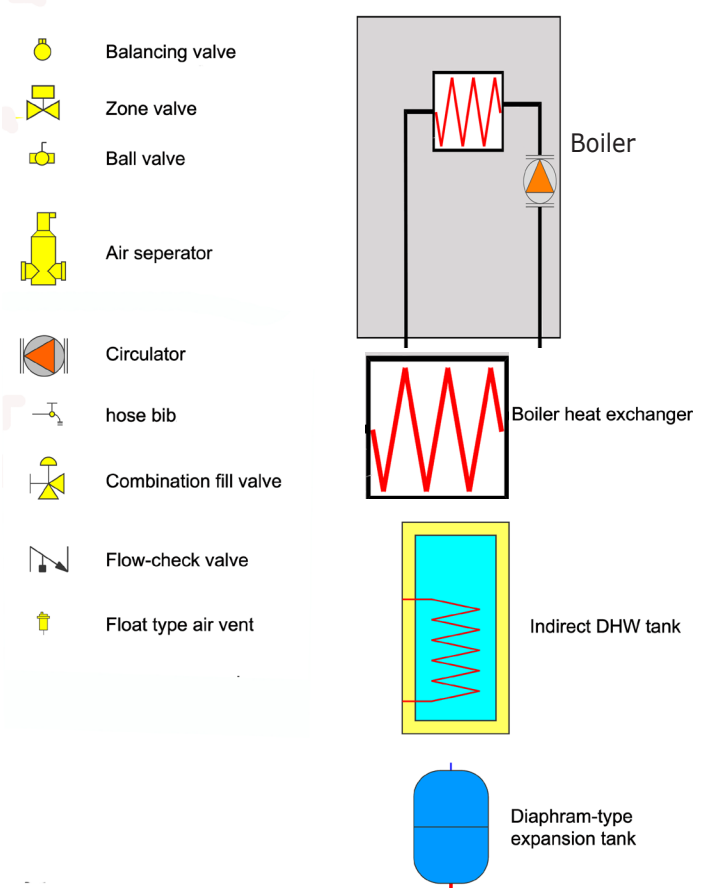 Balancing valve
Zone valve
Ball valve
Air seperator
Circulator
hose bib
Combination fill valve
Flow-check valve
Float type air vent
Boiler
Boiler heat exchanger
Indirect DHW tank
Diaphram-type
expansion tank